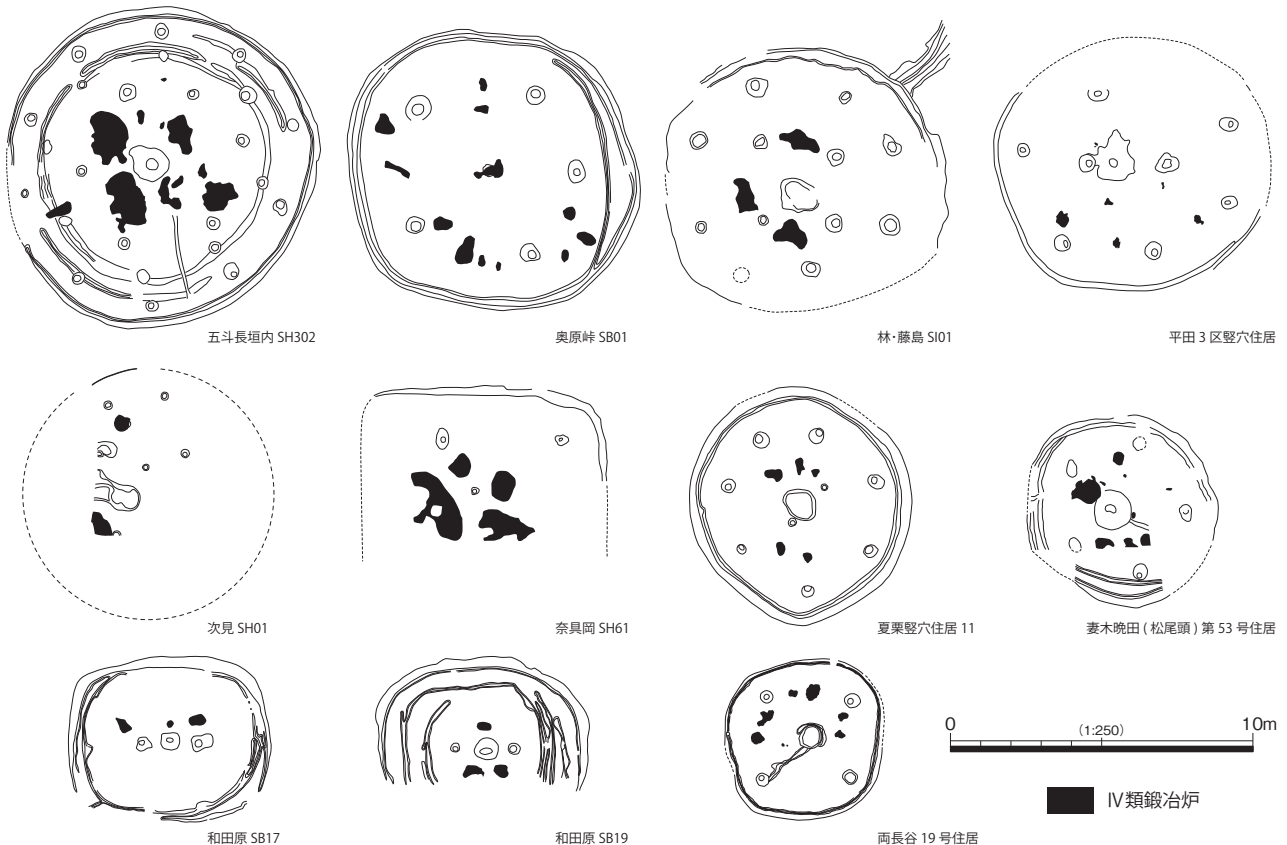 五斗長垣内 SH302
奥原峠 SB01
林・藤島 SI01
平田 3 区竪穴住居
次見 SH01
奈具岡 SH61
夏栗竪穴住居 11
妻木晩田 ( 松尾頭 ) 第 53 号住居
和田原 SB17
和田原 SB19
両長谷 19 号住居
0 (1:250) 10m
Ⅳ類鍛冶炉